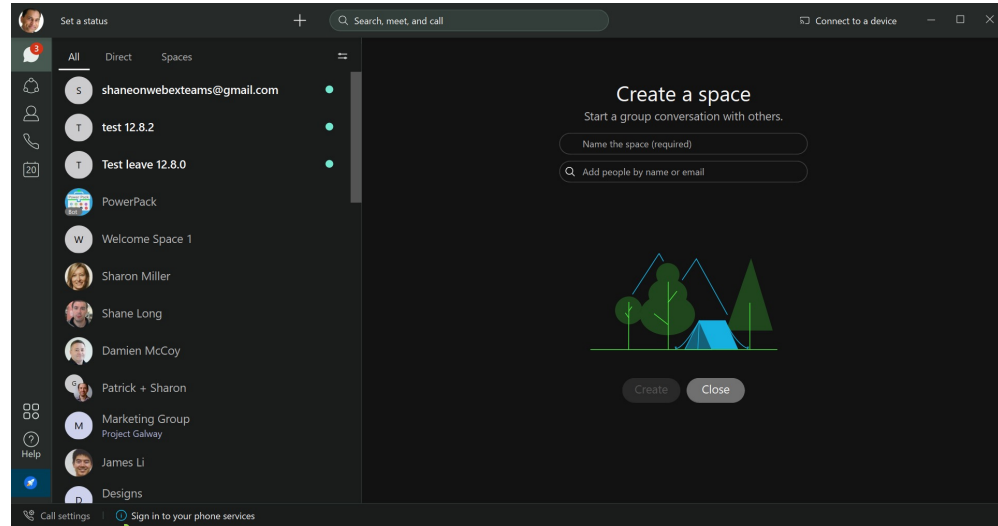 Set a status
Search, meet, and call
Connect to a device
3
All
Direct
Spaces
20
S
shaneonwebexteams@gmail.com
T
test 12.8.2
T
Test leave 12.8.0
Bot
PowerPack
W
Welcome Space 1
Sharon Miller
Shane Long
Damien McCoy
G
Patrick + Sharon
M
Marketing Group
Project Galway
James Li
D
Designs
Help
Create a space
Start a group conversation with others.
Name the space (required)
Add people by name or email
Create
Close
Call settings
Sign in to your phone services